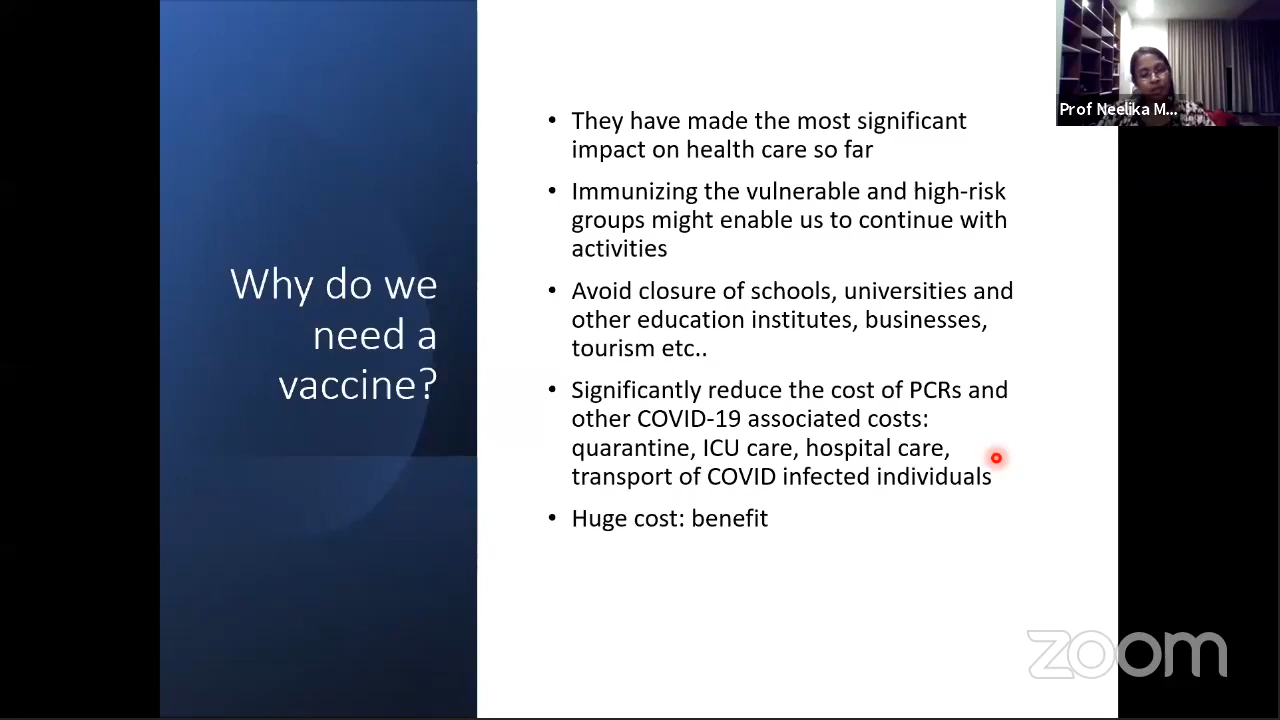 Why do we
need a
vaccine?
• They have made the most significant
impact on health care so far
• Immunizing the vulnerable and high-risk
groups might enable us to continue with
activities
• Avoid closure of schools, universities and
other education institutes, businesses,
tourism etc..
• Significantly reduce the cost of PCRs and
other COVID-19 associated costs:
quarantine, ICU care, hospital care,
transport of COVID infected individuals
• Huge cost: benefit
Prof Neelika M...
zoom